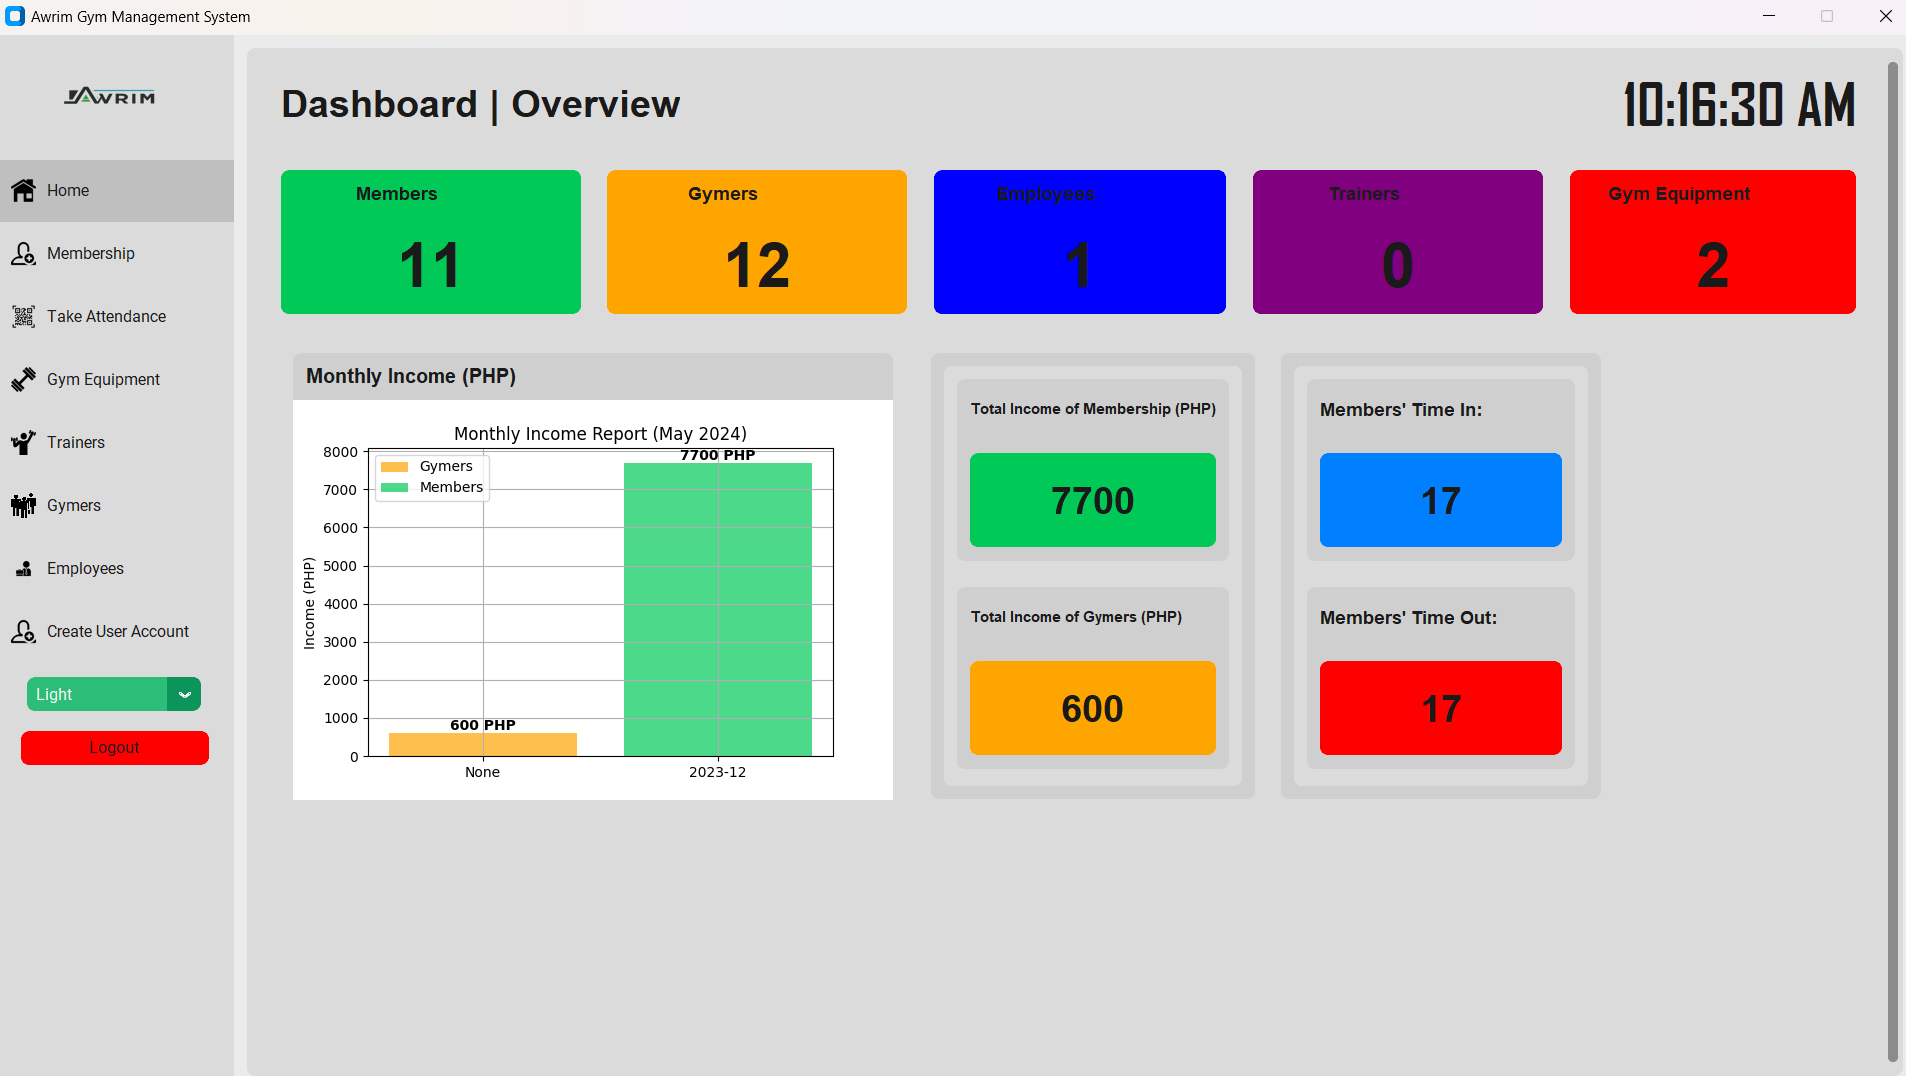 Awrim Gym Management System
AWRIM
Home
Membership
Take Attendance
Gym Equipment
Trainers
Gymers
Employees
Create User Account
Light
Logout
Dashboard | Overview
10:16:30 AM
Members
11
Gymers
12
Employees
1
Trainers
0
Gym Equipment
2
Monthly Income (PHP)
Monthly Income Report (May 2024)
Income (PHP)
8000
7000
6000
5000
4000
3000
2000
1000
0
Gymers
Members
600 PHP
7700 PHP
None
2023-12
Total Income of Membership (PHP)
7700
Total Income of Gymers (PHP)
600
Members' Time In:
17
Members' Time Out:
17